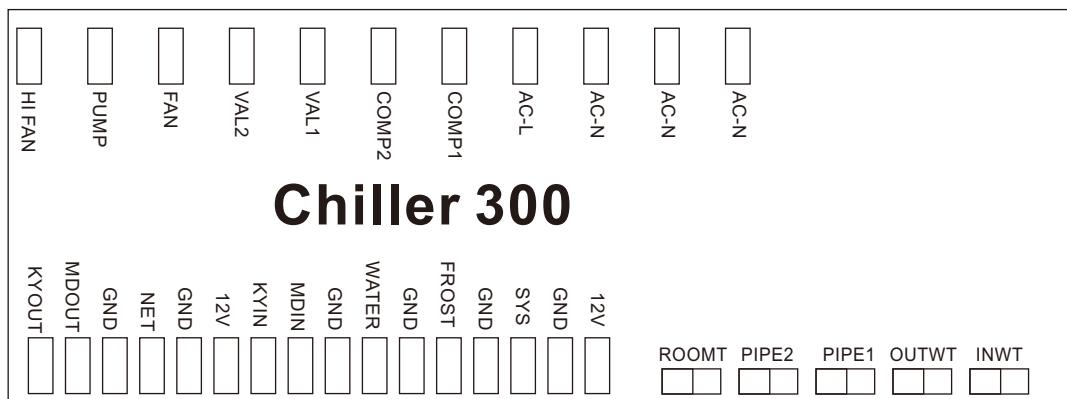 HI FAN
PUMP
FAN
VAL2
VAL1
COMP2
COMP1
AC-L
AC-N
AC-N
AC-N
Chiller 300
KYOUT
MDOUT
GND
NET
GND
12V
KYIN
MDIN
GND
WATER
GND
FROST
GND
SYS
GND
12V
ROOMT PIPE2 PIPE1 OUTWT INWT